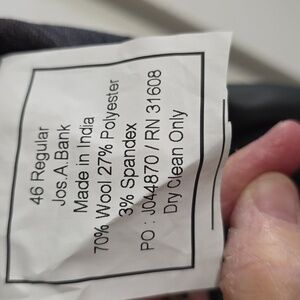 46 Regular
Jos.A.Bank
Made in India
70% Wool 27% Polyester
3% Spandex
PO : J044870 / RN 31608
Dry Clean Only